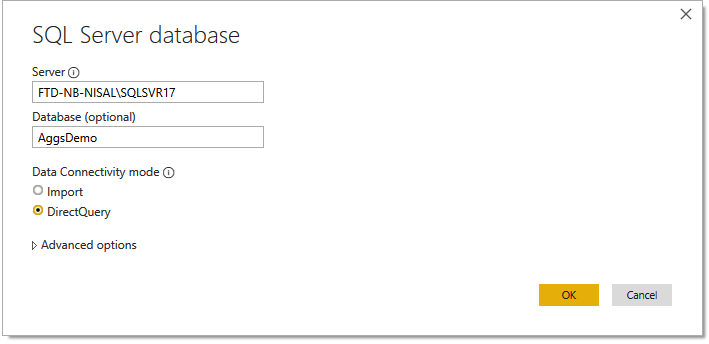 SQL Server database
Server
FTD-NB-NISAL\SQLSVR17
Database (optional)
AggsDemo
Data Connectivity mode
Import
DirectQuery
Advanced options
OK Cancel